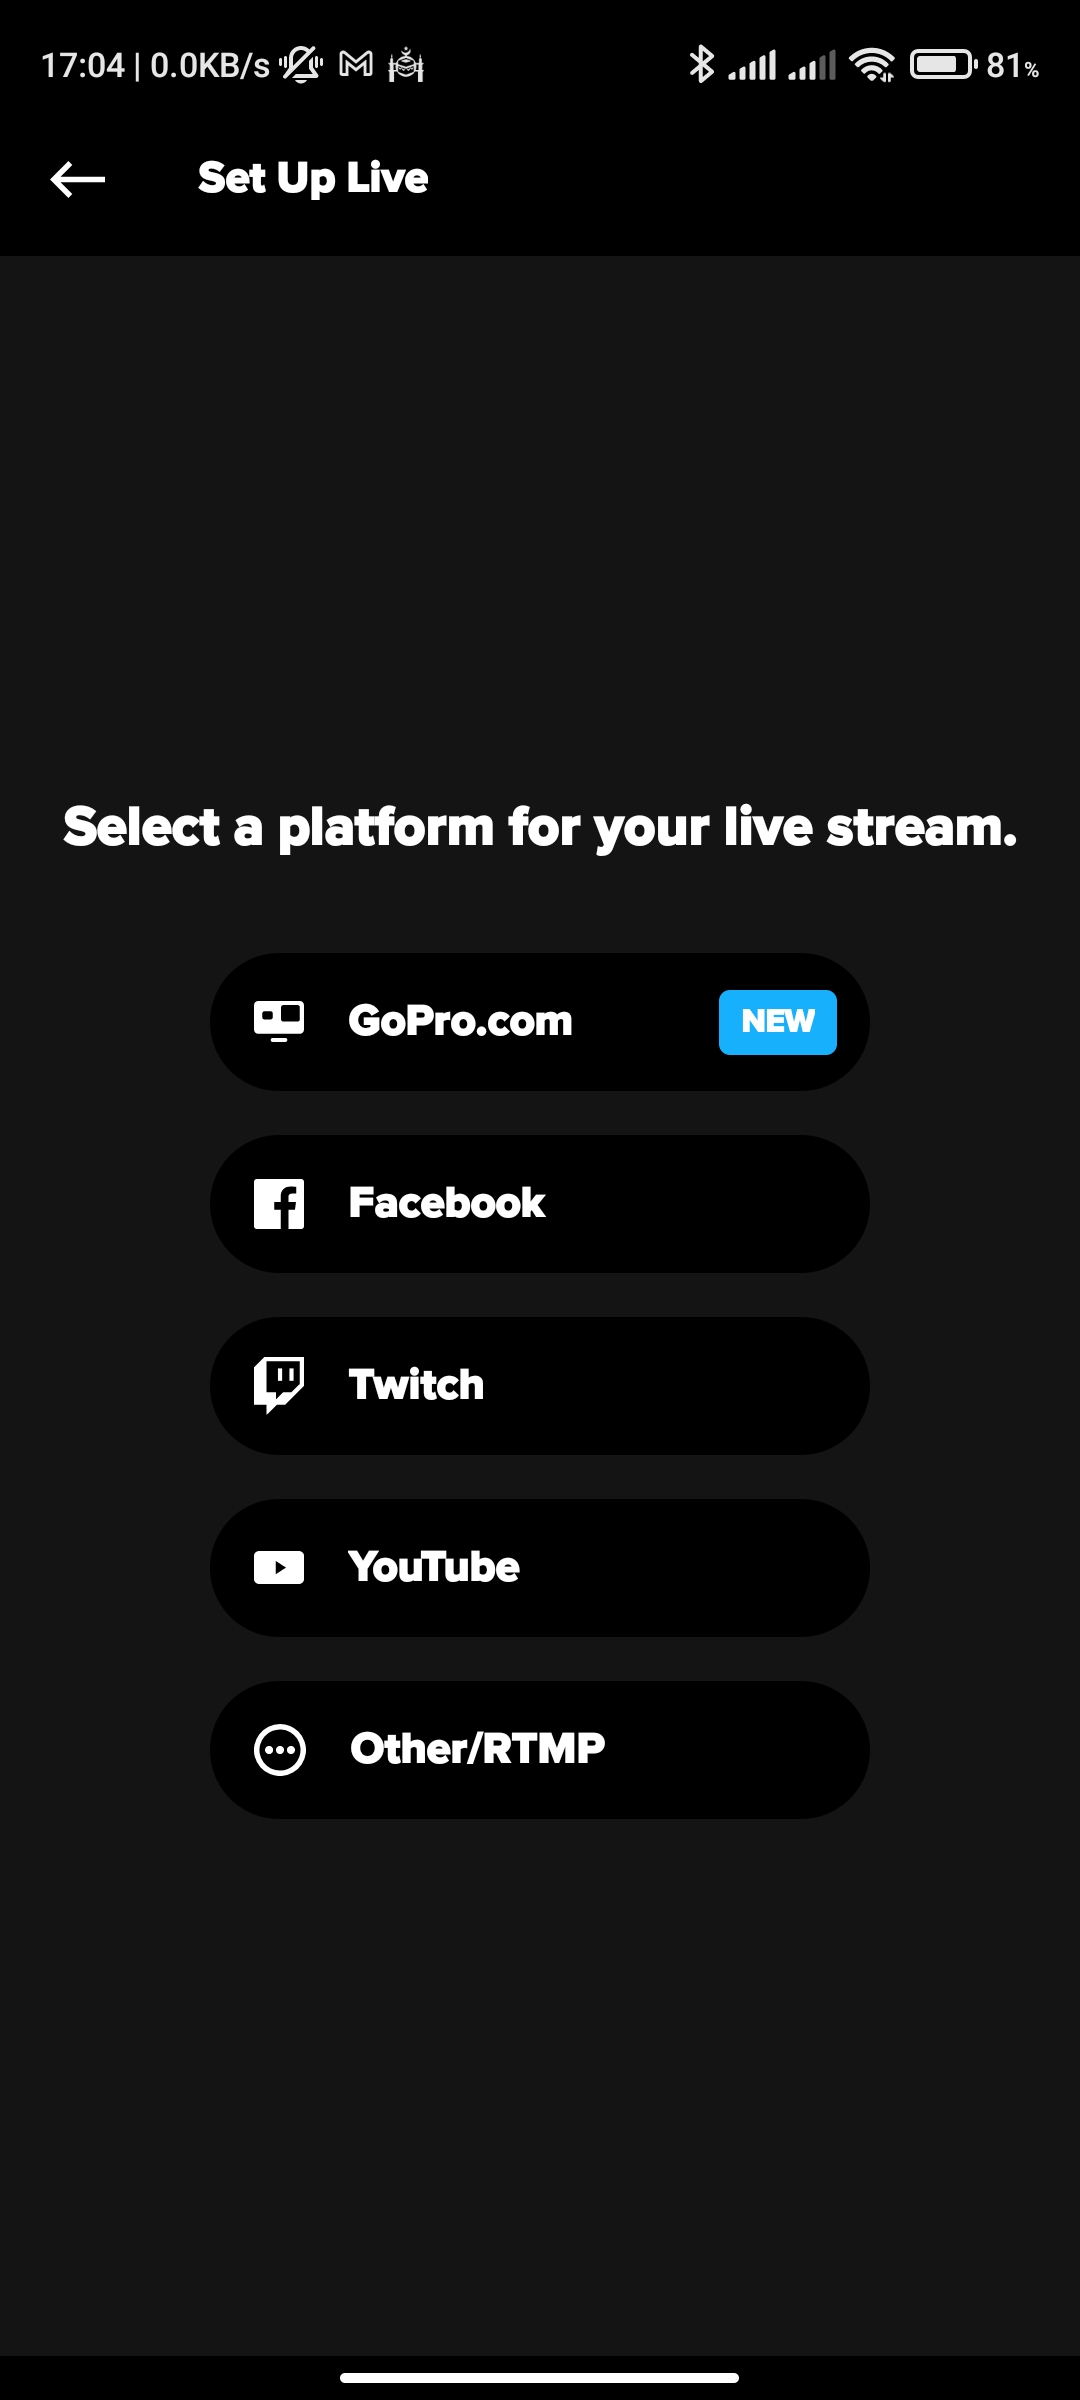 17:04 | 0.0KB/s 81%
Set Up Live
Select a platform for your live stream.
GoPro.com NEW
Facebook
Twitch
YouTube
Other/RTMP